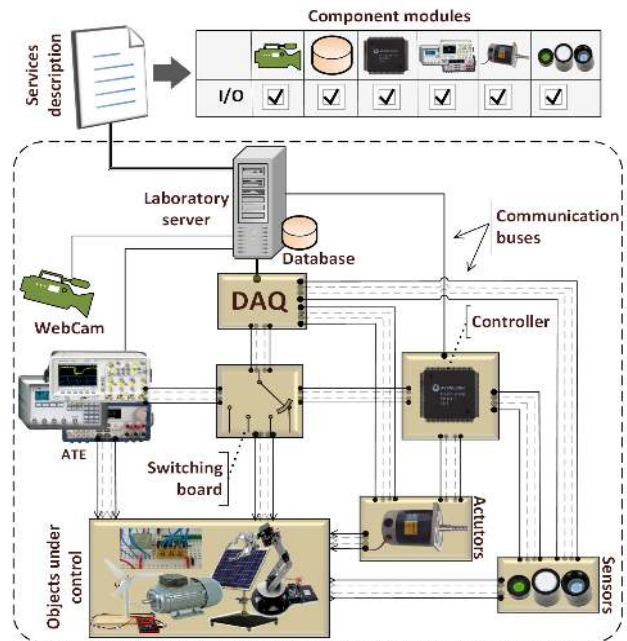 Component modules
Services
description
I/O
Laboratory
server
Database
Communication
buses
WebCam
DAQ
Controller
ATE
Switching
board
Actutors
Objects under
control
Sensors